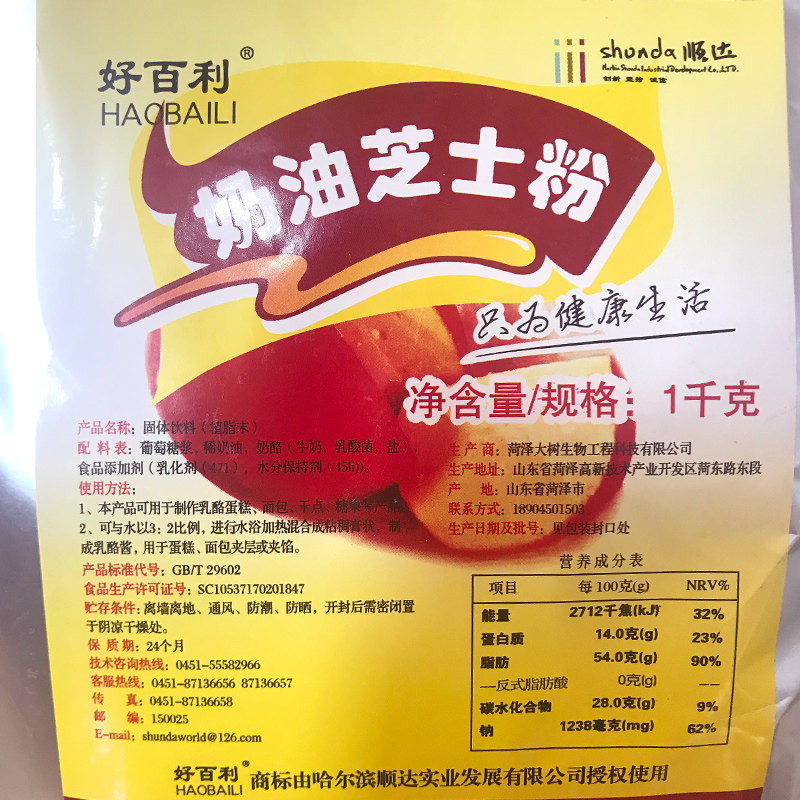 好百利®
HAOBAILI
shunda 顺达
Harbin Shunda Industrial Development Co.,LTD.
创新 严谨 诚信
奶油芝士粉
只为健康生活
净含量/规格：1千克
产品名称：固体饮料（植脂末）
配 料 表：葡萄糖浆，稀奶油，奶酪（牛奶，乳酸菌，盐），
食品添加剂（乳化剂（471），水分保持剂（451i））
使用方法：
1、本产品可用于制作乳酪蛋糕、面包、干点、糖果等产品。
2、可与水以3：2比例，进行水浴加热混合成粘稠膏状，制
成乳酪酱，用于蛋糕、面包夹层或夹馅。
产品标准代号：GB/T 29602
食品生产许可证号：SC10537170201847
贮存条件：离墙离地、通风、防潮、防晒，开封后需密闭置
于阴凉干燥处。
保 质 期：24个月
技术咨询热线：0451-55582966
客服热线：0451-87136656 87136657
传 真：0451-87136658
邮 编：150025
E-mail：shundaworld@126.com
生 产 商：菏泽大树生物工程科技有限公司
生产地址：山东省菏泽高新技术产业开发区菏东路东段
产 地：山东省菏泽市
联系方式：18904501503
生产日期及批号：见包装封口处
营养成分表
项目 每 100克(g) NRV%
能量 2712千焦(kJ) 32%
蛋白质 14.0克(g) 23%
脂肪 54.0克(g) 90%
—反式脂肪酸 0克(g) ——
碳水化合物 28.0克(g) 9%
钠 1238毫克(mg) 62%
好百利® 商标由哈尔滨顺达实业发展有限公司授权使用
HAOBAILI